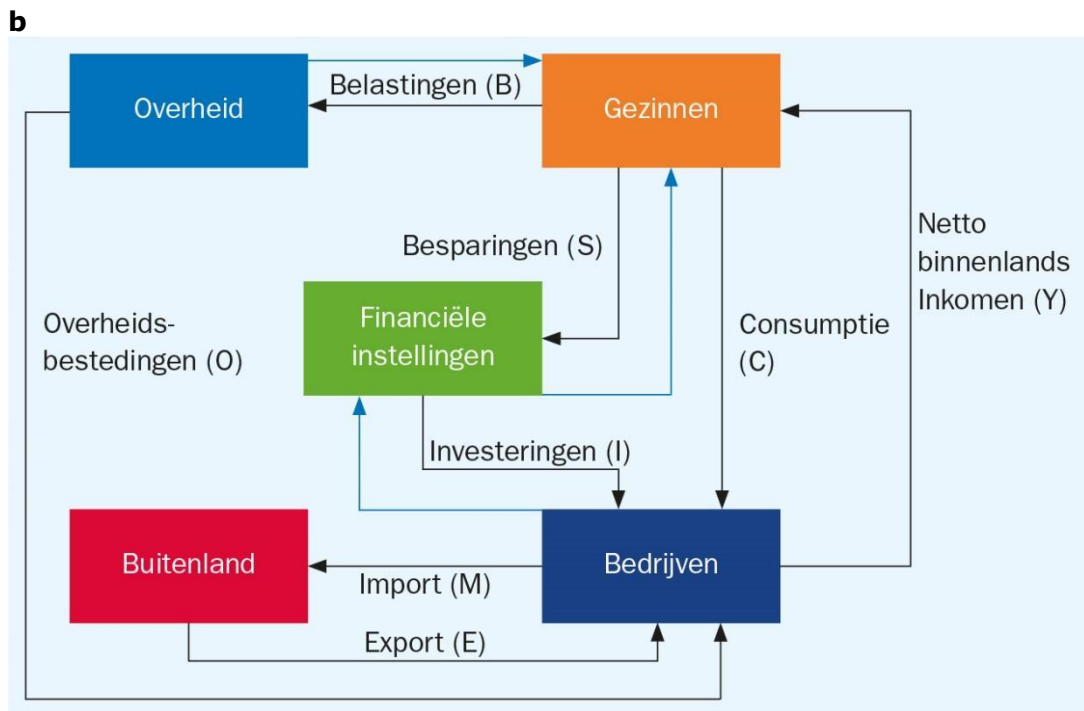 b
Overheid
Belastingen (B)
Gezinnen
Netto
binnenlands
Inkomen (Y)
Besparingen (S)
Financiële
instellingen
Consumptie
(C)
Overheids-
bestedingen (O)
Investeringen (I)
Buitenland
Import (M)
Bedrijven
Export (E)